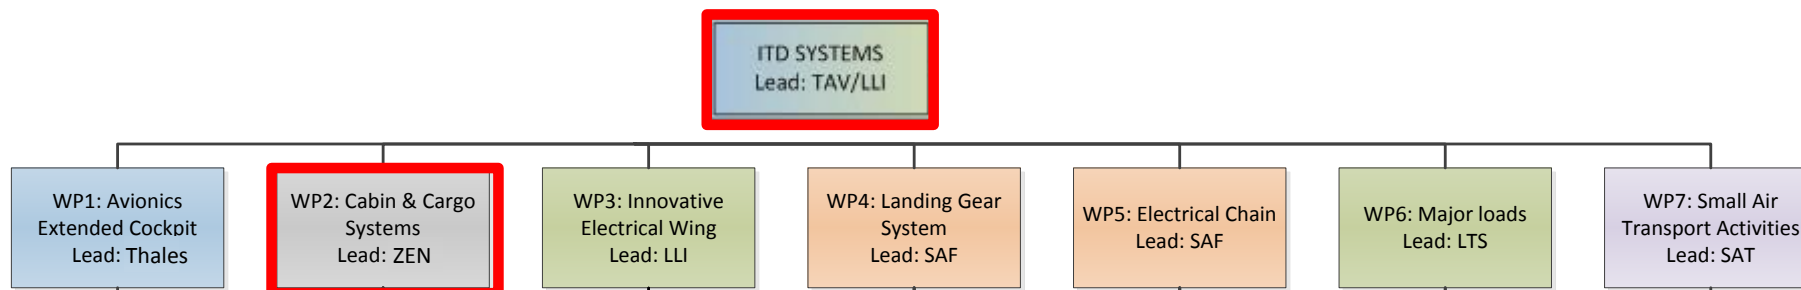 ITD SYSTEMS
Lead: TAV/LLI
WP1: Avionics
Extended Cockpit
Lead: Thales
WP2: Cabin & Cargo
Systems
Lead: ZEN
WP3: Innovative
Electrical Wing
Lead: LLI
WP4: Landing Gear
System
Lead: SAF
WP5: Electrical Chain
Lead: SAF
WP6: Major loads
Lead: LTS
WP7: Small Air
Transport Activities
Lead: SAT